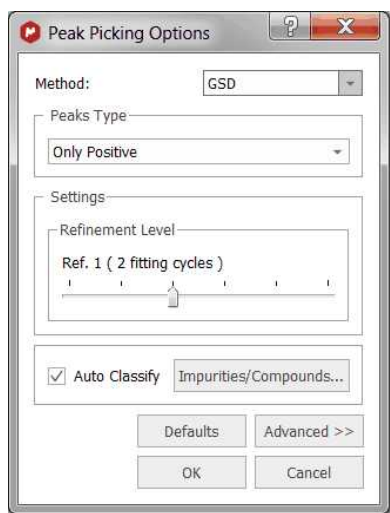 Peak Picking Options
Method: GSD
Peaks Type
Only Positive
Settings
Refinement Level
Ref. 1 ( 2 fitting cycles )
Auto Classify Impurities/Compounds...
Defaults Advanced >>
OK Cancel